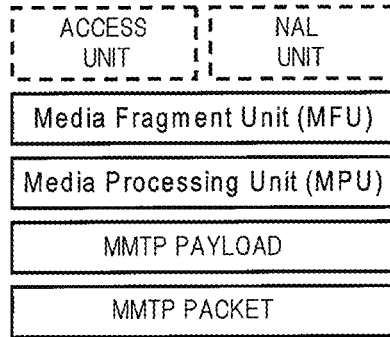 ACCESS UNIT
NAL UNIT
Media Fragment Unit (MFU)
Media Processing Unit (MPU)
MMTP PAYLOAD
MMTP PACKET